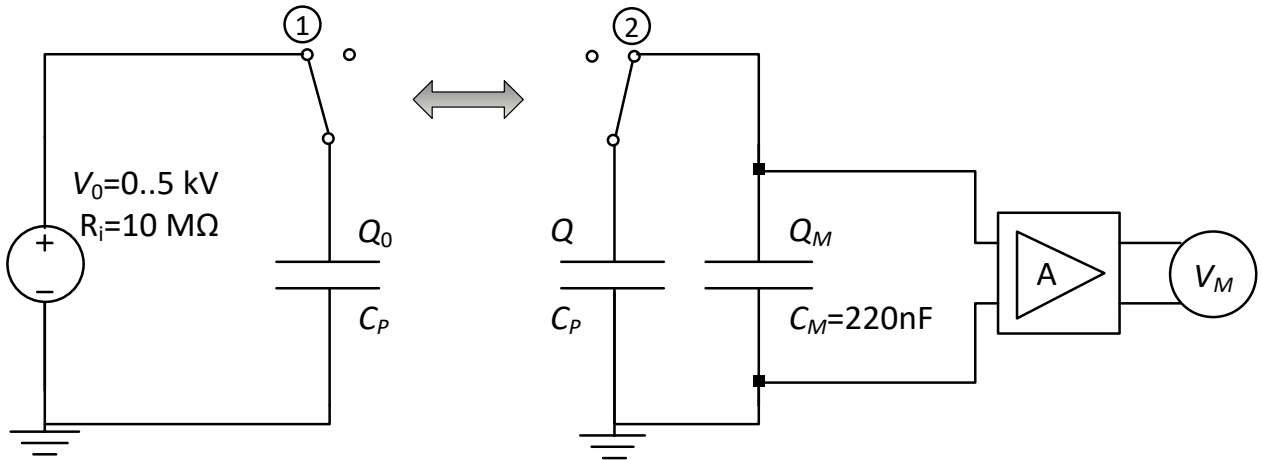 1
2
V0=0..5 kV
Ri=10 MΩ
+
−
Q0
CP
Q
CP
QM
CM=220nF
A
VM